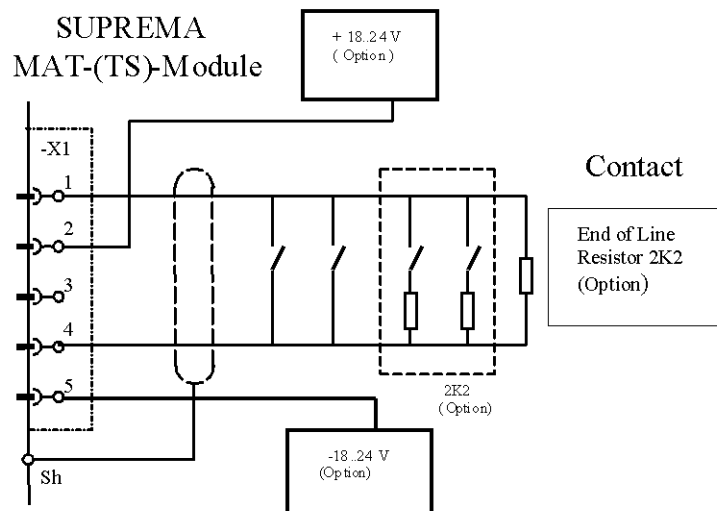 SUPREMA
MAT-(TS)-Module
+ 18..24 V
( Option )
-X1
1
2
3
4
5
Sh
Contact
End of Line
Resistor 2K2
(Option)
2K2
( Option)
-18..24 V
(Option)